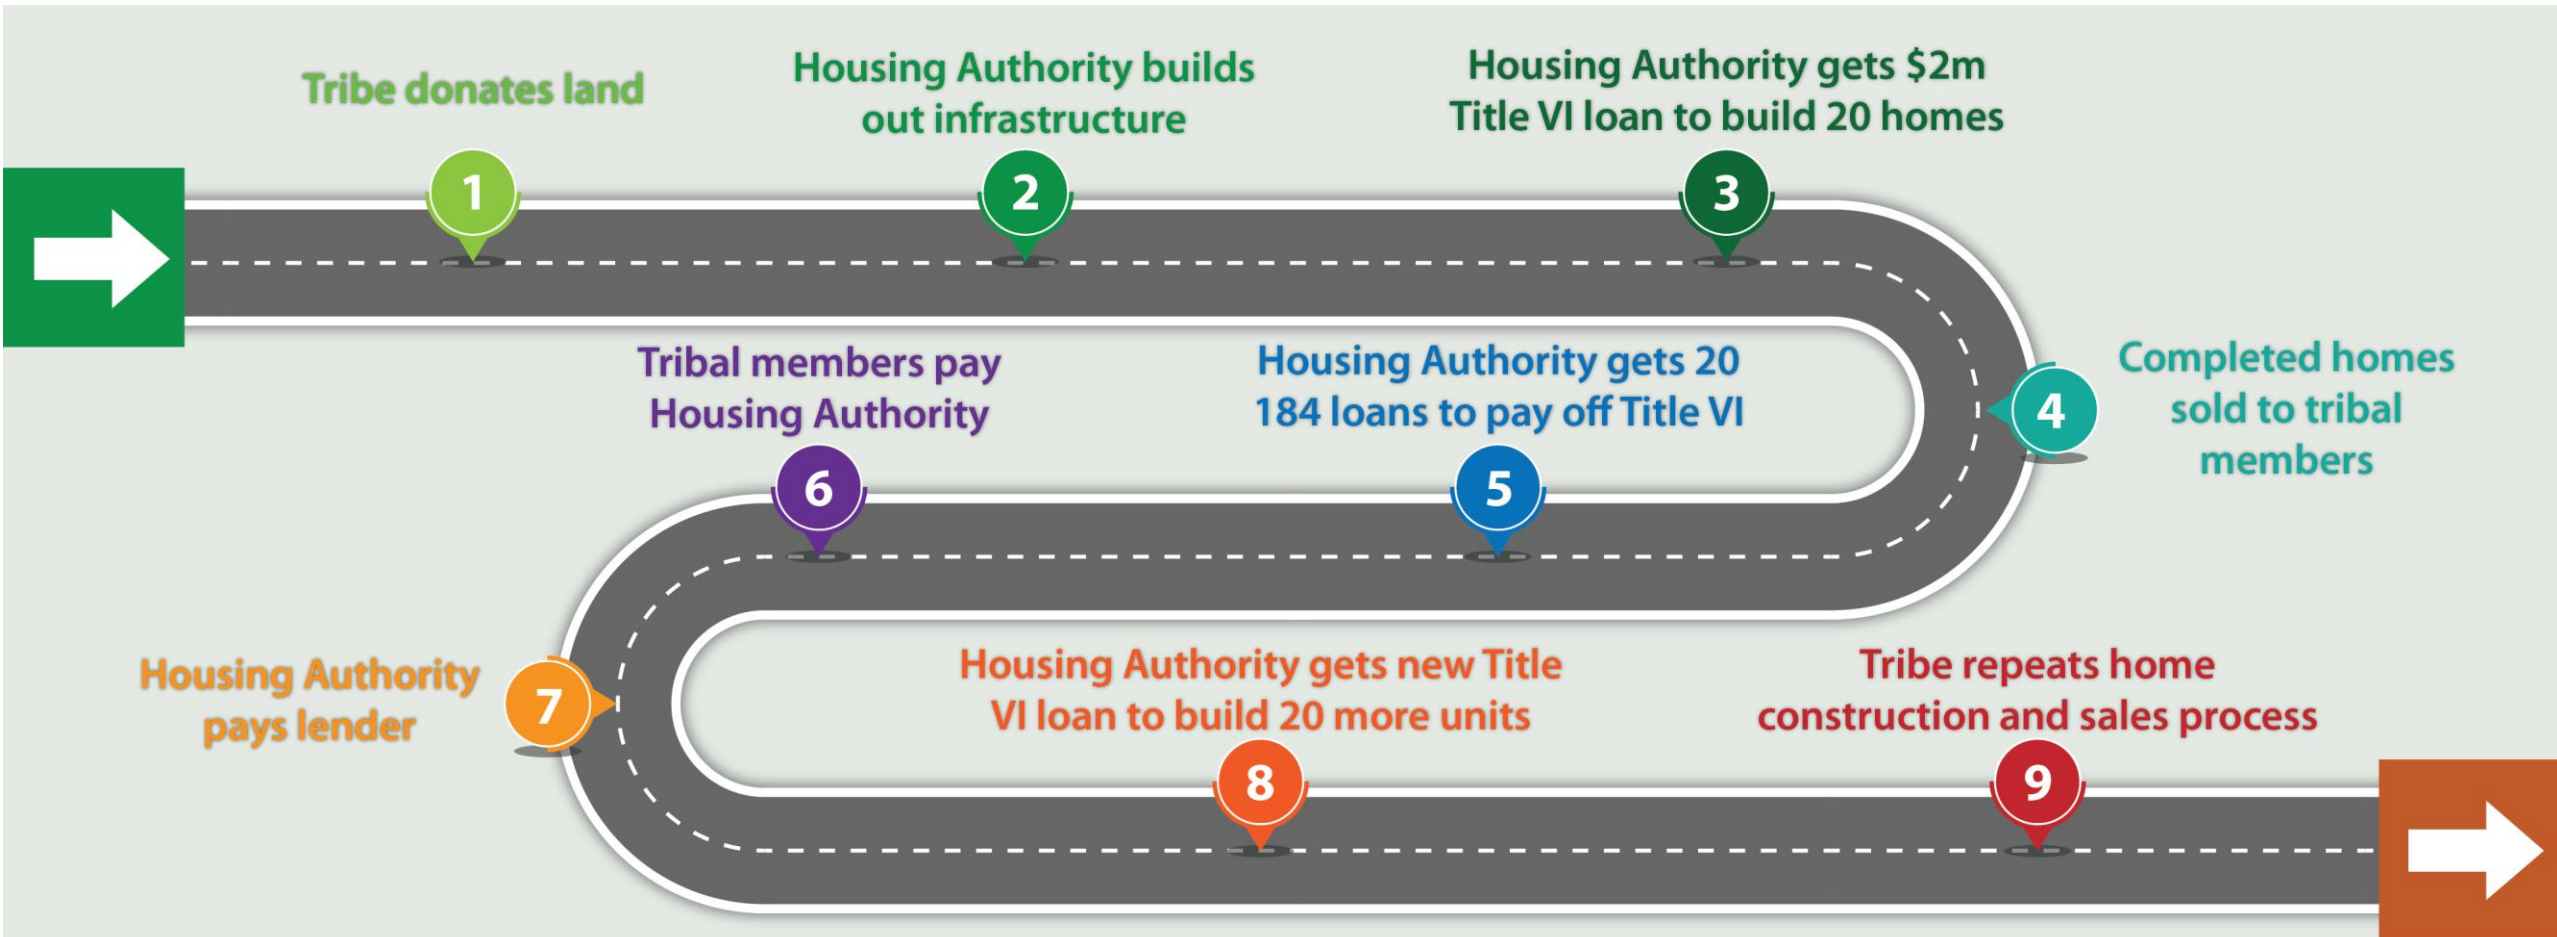 Tribe donates land
1
Housing Authority builds
out infrastructure
2
Housing Authority gets $2m
Title VI loan to build 20 homes
3
Completed homes
sold to tribal
members
4
Housing Authority gets 20
184 loans to pay off Title VI
5
Tribal members pay
Housing Authority
6
Housing Authority
pays lender
7
Housing Authority gets new Title
VI loan to build 20 more units
8
Tribe repeats home
construction and sales process
9